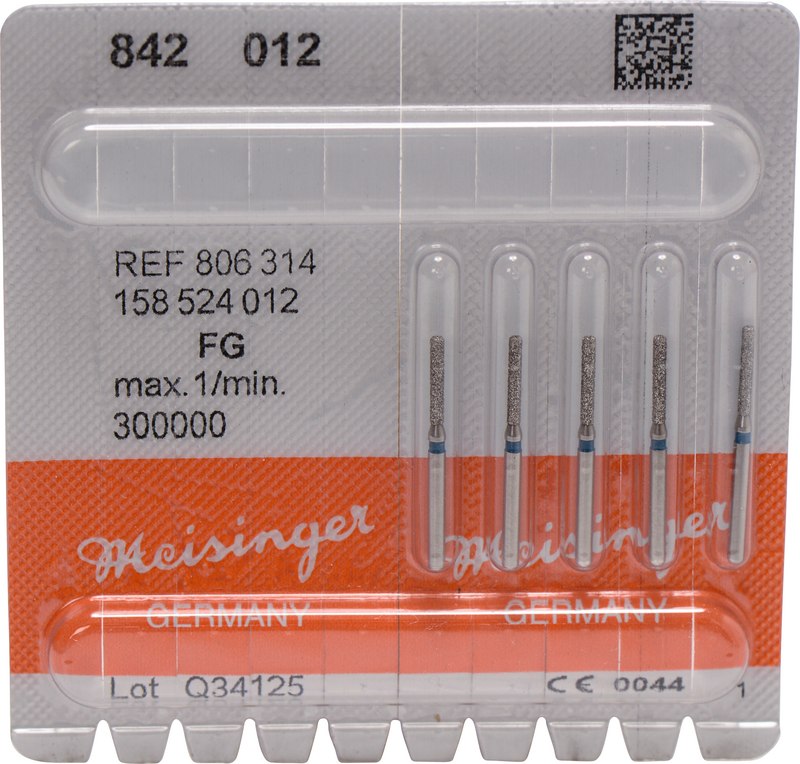 842 012
REF 806 314
158 524 012
FG
max. 1/min.
300000
Meisinger Meisinger
GERMANY GERMANY
Lot Q34125 CE 0044 1